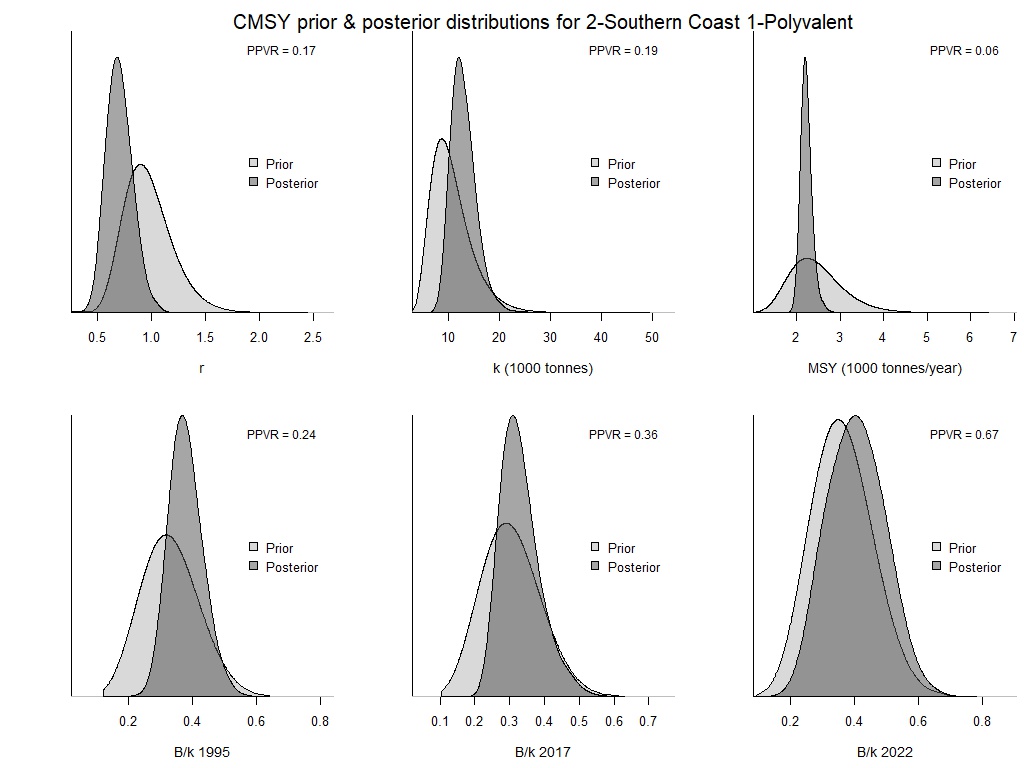 CMSY prior & posterior distributions for 2-Southern Coast 1-Polyvalent
PPVR = 0.17
Prior
Posterior
0.5 1.0 1.5 2.0 2.5
r
PPVR = 0.19
Prior
Posterior
10 20 30 40 50
k (1000 tonnes)
PPVR = 0.06
Prior
Posterior
2 3 4 5 6 7
MSY (1000 tonnes/year)
PPVR = 0.24
Prior
Posterior
0.2 0.4 0.6 0.8
B/k 1995
PPVR = 0.36
Prior
Posterior
0.1 0.2 0.3 0.4 0.5 0.6 0.7
B/k 2017
PPVR = 0.67
Prior
Posterior
0.2 0.4 0.6 0.8
B/k 2022